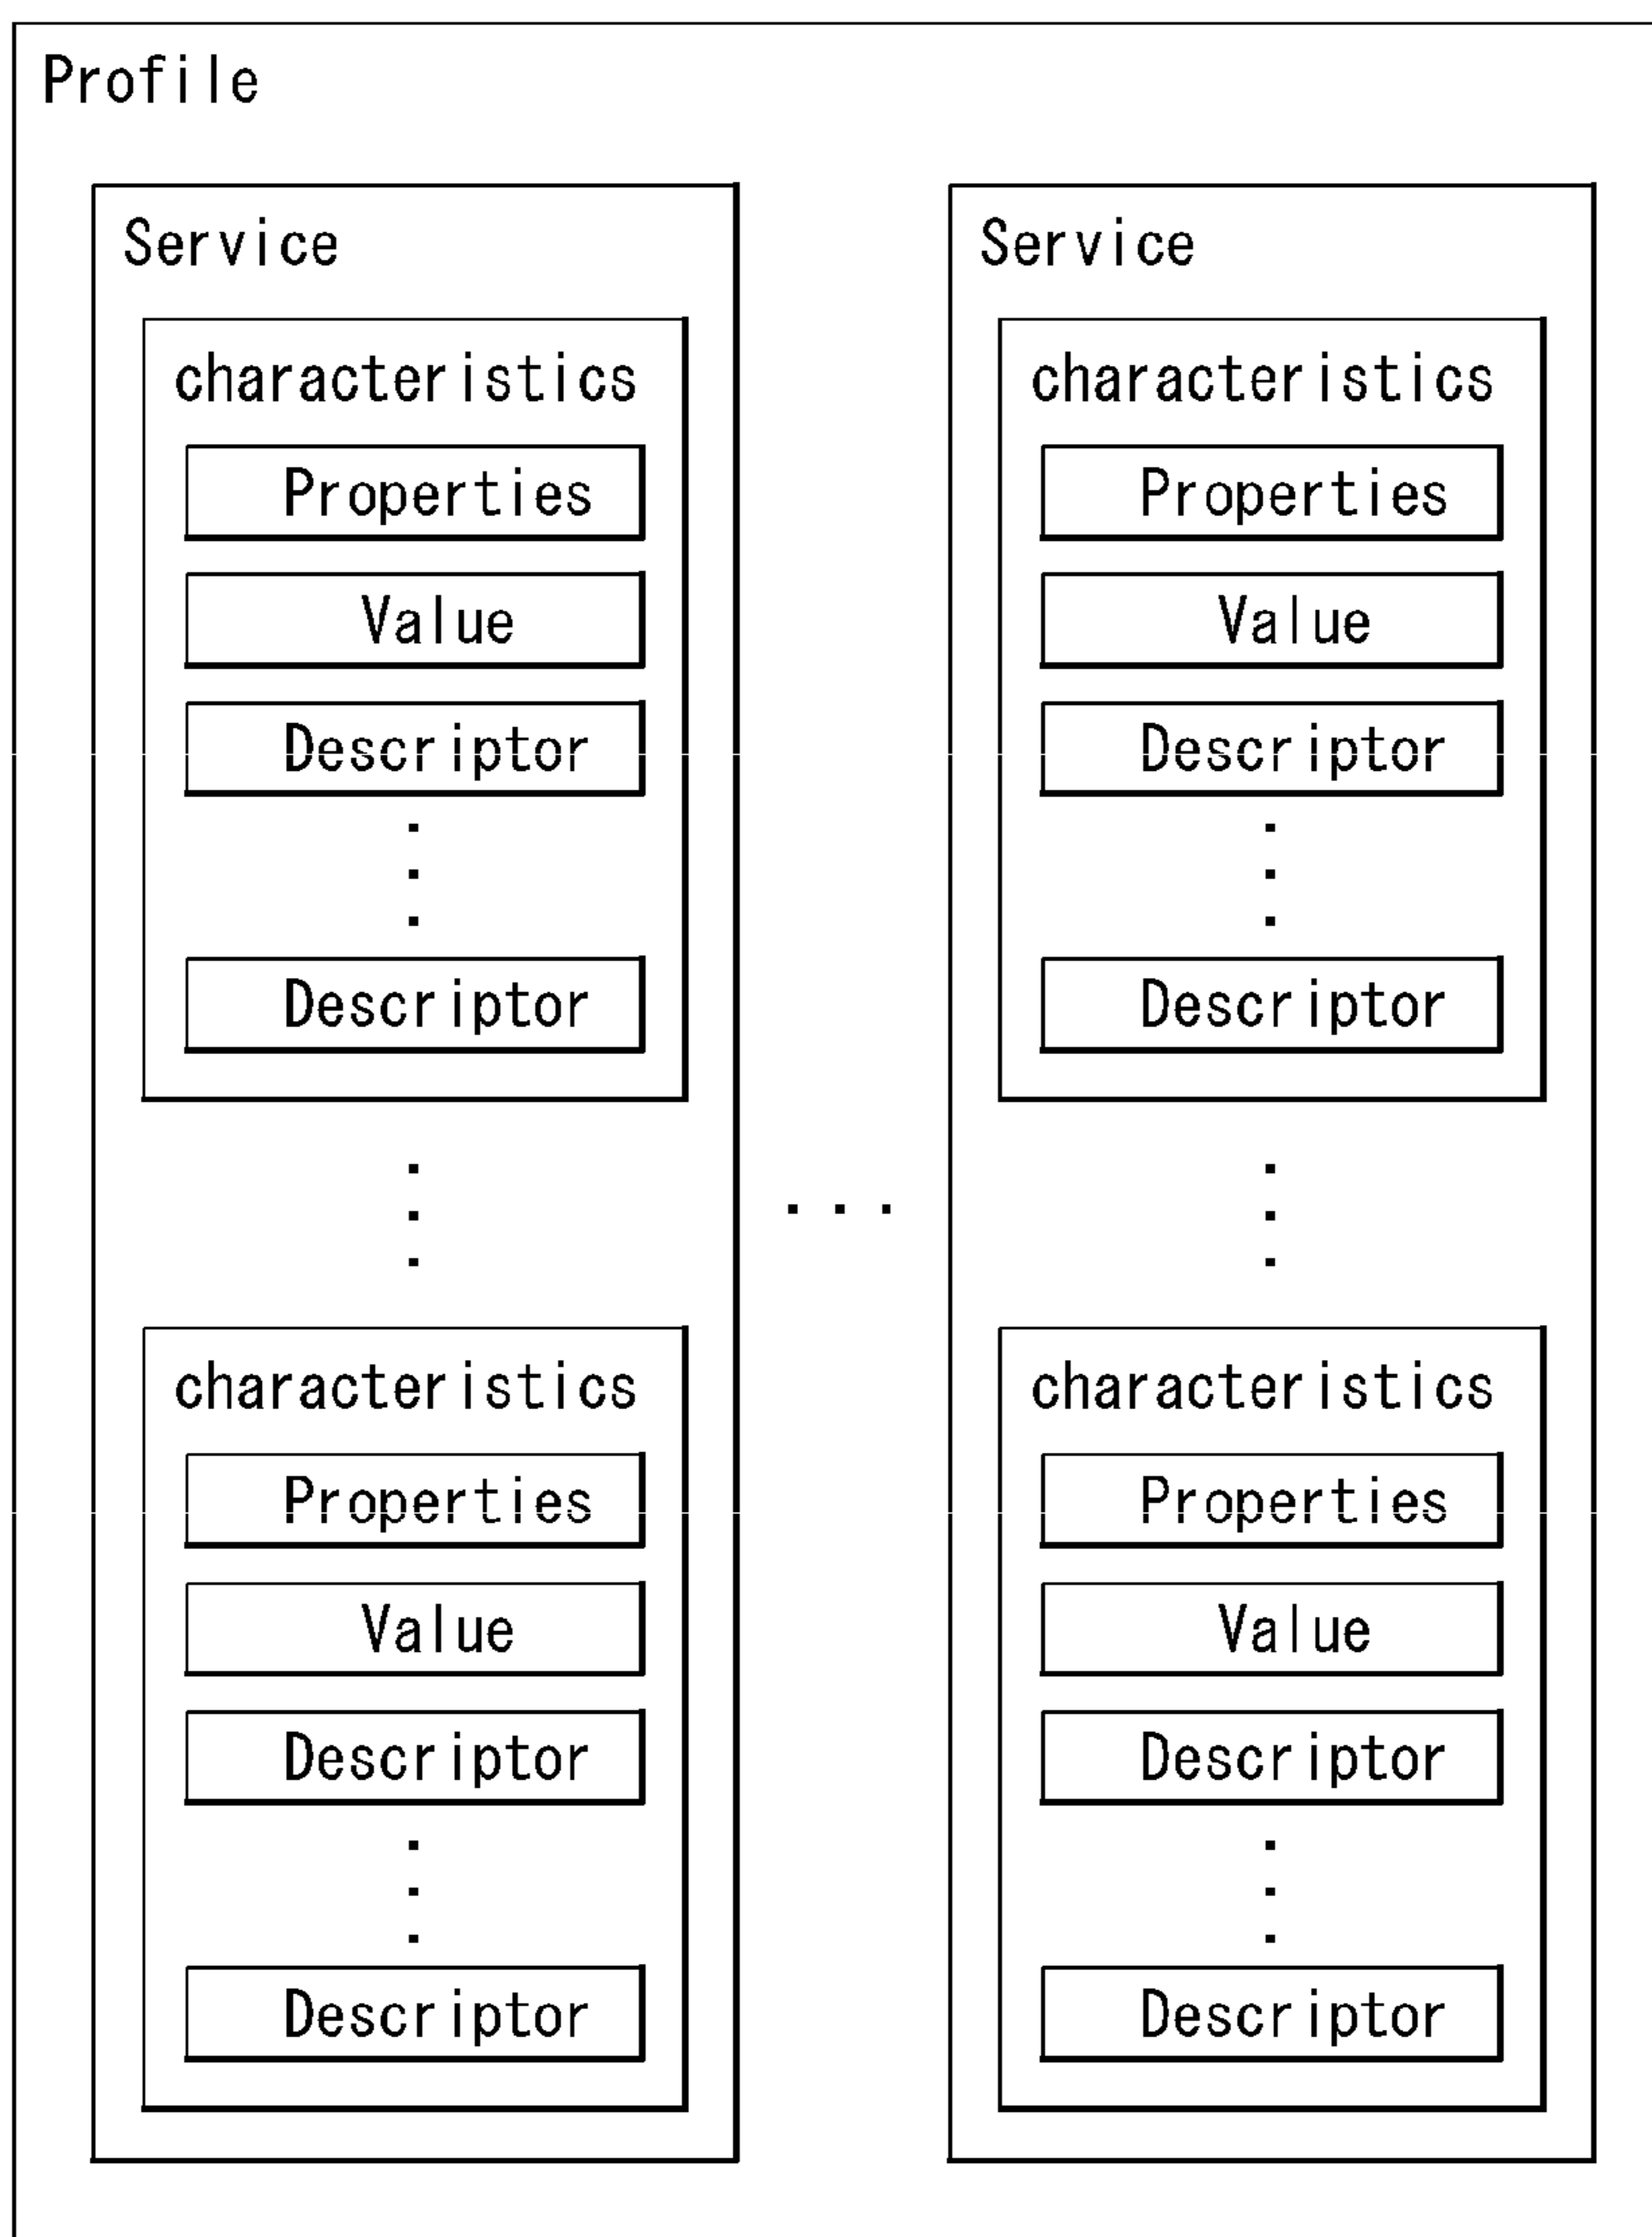 Profile
Service
characteristics
Properties
Value
Descriptor
Descriptor
characteristics
Properties
Value
Descriptor
Descriptor
Service
characteristics
Properties
Value
Descriptor
Descriptor
characteristics
Properties
Value
Descriptor
Descriptor